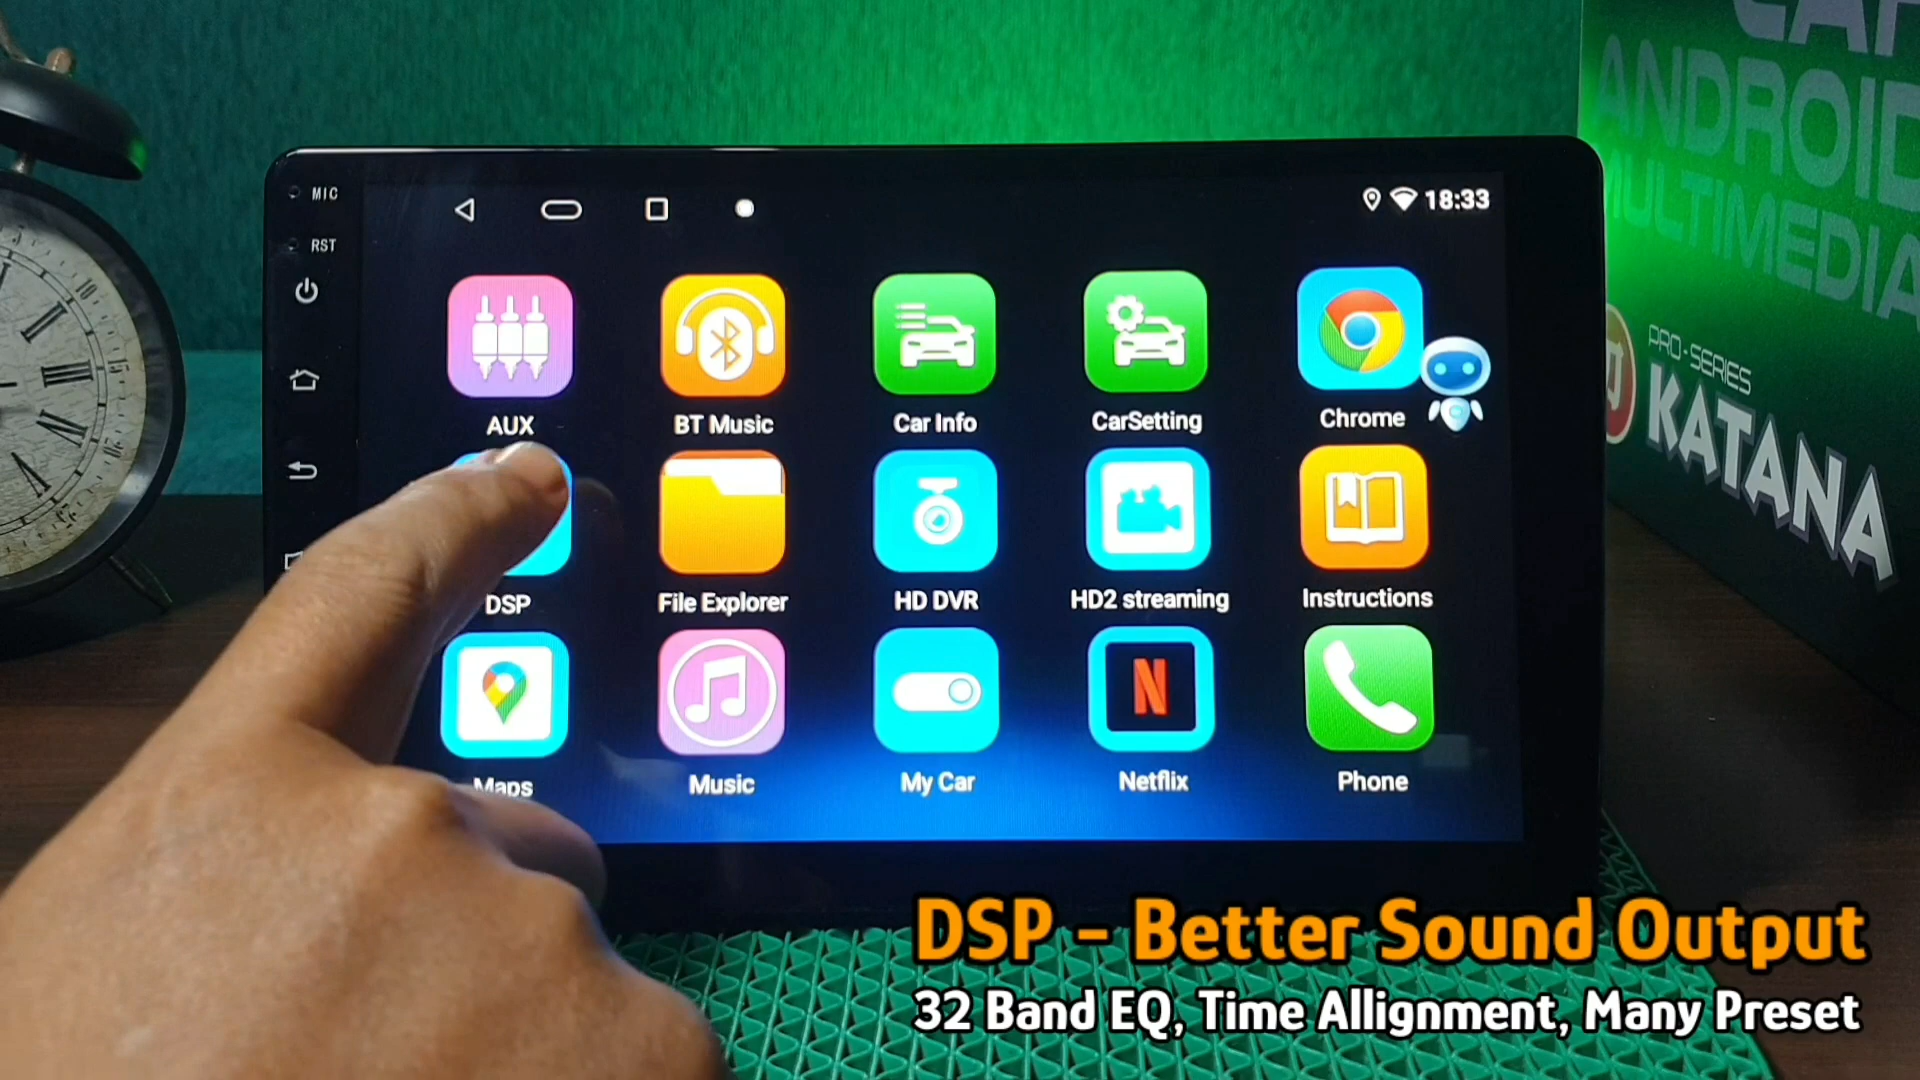 MIC
RST
18:33
AUX
BT Music
Car Info
CarSetting
Chrome
DSP
File Explorer
HD DVR
HD2 streaming
Instructions
Maps
Music
My Car
N
Netflix
Phone
ANDROID
MULTIMEDIA
PRO-SERIES
KATANA
10
15
DSP – Better Sound Output
32 Band EQ, Time Allignment, Many Preset